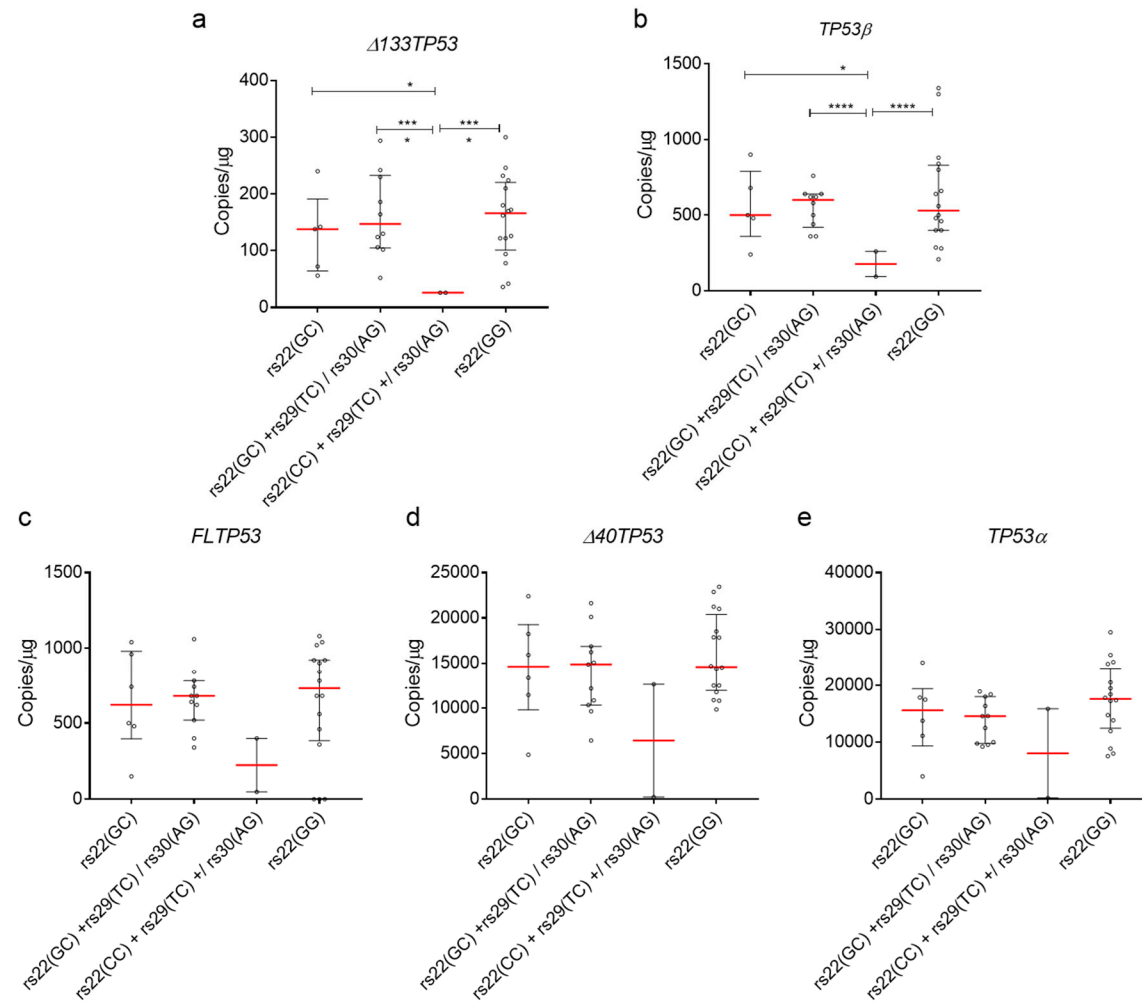 a
Δ133TP53
Copies/µg
400
300
200
100
0
*
***
*
***
*
rs22(GC)
rs22(GC) +rs29(TC) / rs30(AG)
rs22(CC) + rs29(TC) +/ rs30(AG)
rs22(GG)
b
TP53β
Copies/µg
1500
1000
500
0
*
****
****
rs22(GC)
rs22(GC) +rs29(TC) / rs30(AG)
rs22(CC) + rs29(TC) +/ rs30(AG)
rs22(GG)
c
FLTP53
Copies/µg
1500
1000
500
0
rs22(GC)
rs22(GC) +rs29(TC) / rs30(AG)
rs22(CC) + rs29(TC) +/ rs30(AG)
rs22(GG)
d
Δ40TP53
Copies/µg
25000
20000
15000
10000
5000
0
rs22(GC)
rs22(GC) +rs29(TC) / rs30(AG)
rs22(CC) + rs29(TC) +/ rs30(AG)
rs22(GG)
e
TP53α
Copies/µg
40000
30000
20000
10000
0
rs22(GC)
rs22(GC) +rs29(TC) / rs30(AG)
rs22(CC) + rs29(TC) +/ rs30(AG)
rs22(GG)